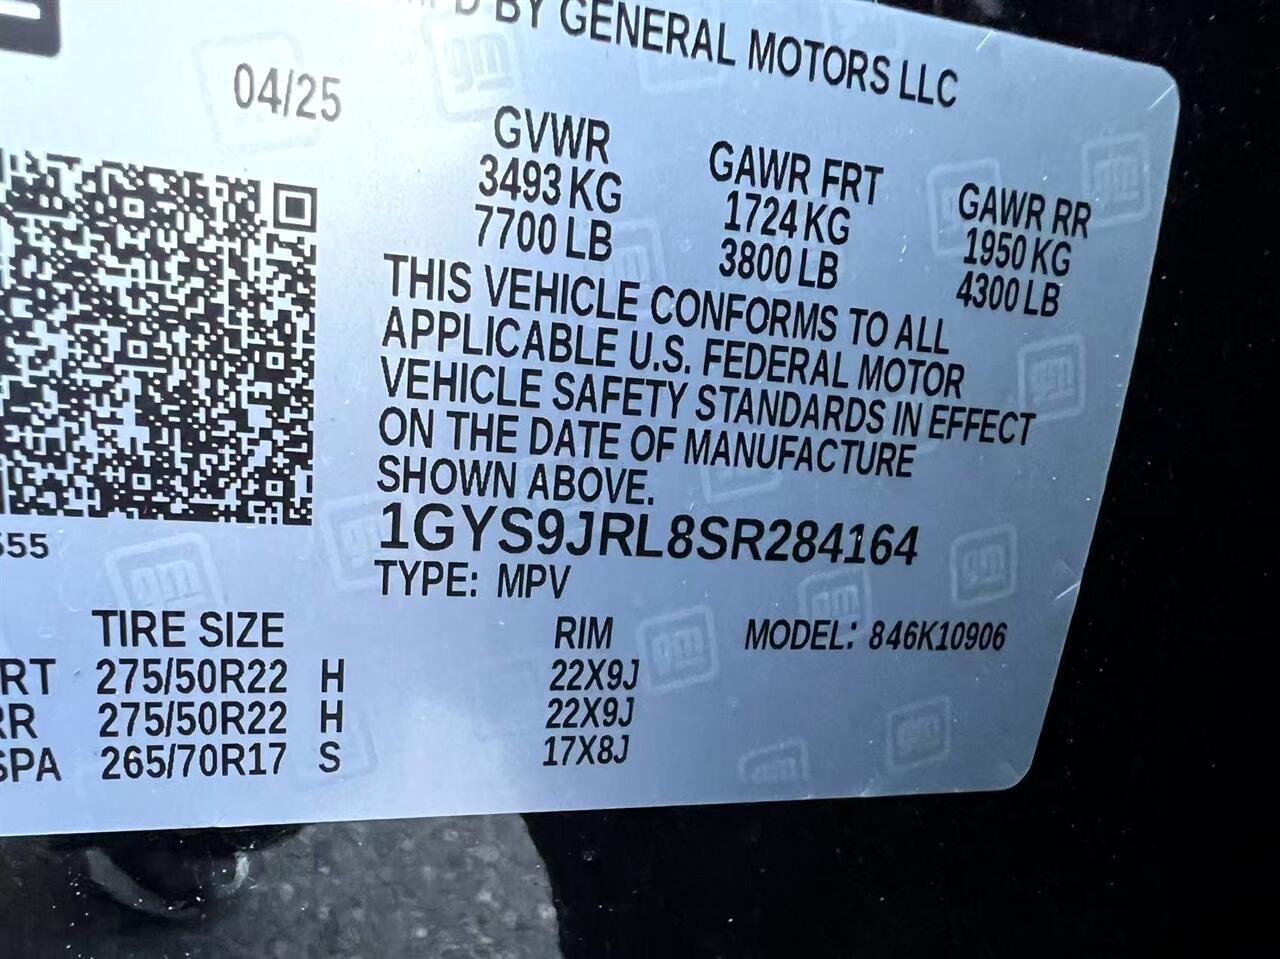 MFD BY GENERAL MOTORS LLC
04/25
GVWR GAWR FRT GAWR RR
3493 KG 1724 KG 1950 KG
7700 LB 3800 LB 4300 LB
THIS VEHICLE CONFORMS TO ALL
APPLICABLE U.S. FEDERAL MOTOR
VEHICLE SAFETY STANDARDS IN EFFECT
ON THE DATE OF MANUFACTURE
SHOWN ABOVE.
1GYS9JRL8SR284164
555
TYPE: MPV
TIRE SIZE RIM MODEL: 846K10906
RT 275/50R22 H 22X9J
RR 275/50R22 H 22X9J
SPA 265/70R17 S 17X8J
gm